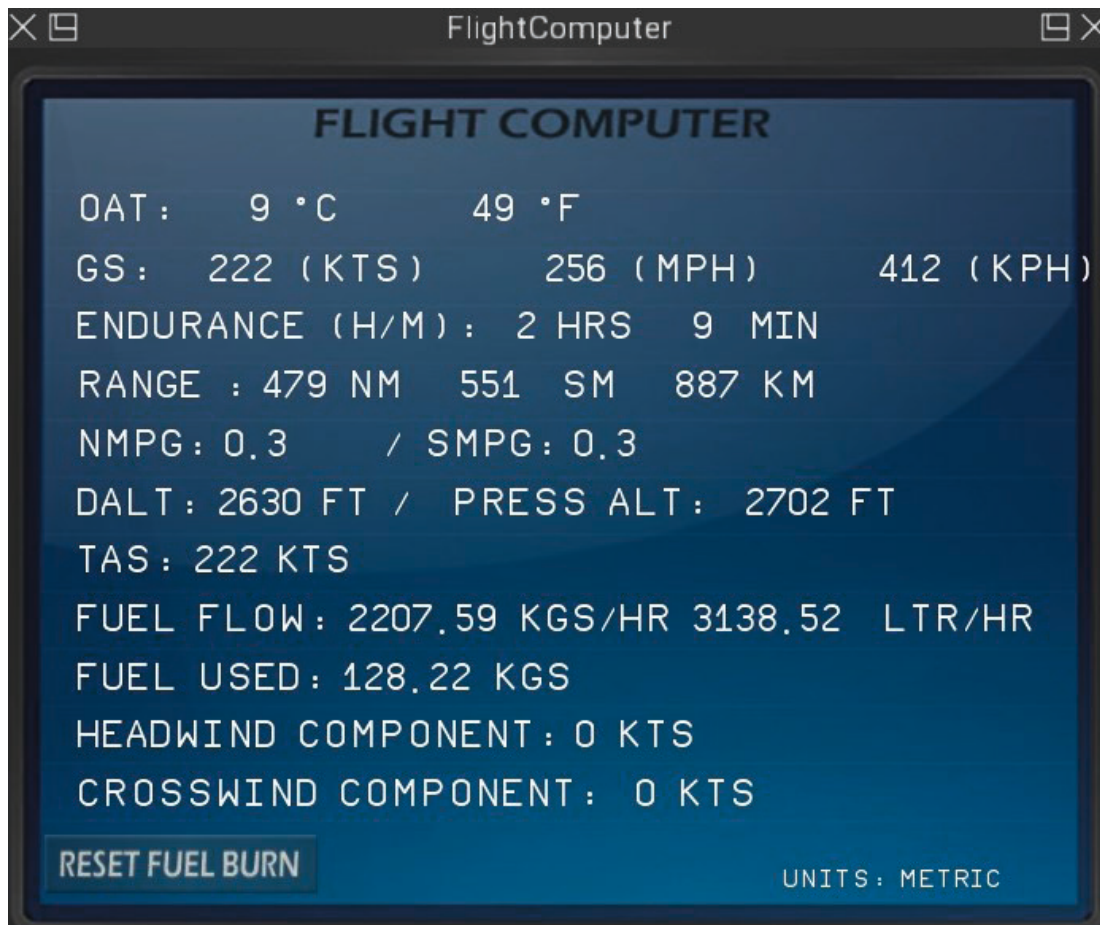 FlightComputer
FLIGHT COMPUTER
OAT: 9 °C 49 °F
GS: 222 (KTS) 256 (MPH) 412 (KPH)
ENDURANCE (H/M): 2 HRS 9 MIN
RANGE : 479 NM 551 SM 887 KM
NMPG: 0.3 / SMPG: 0.3
DALT: 2630 FT / PRESS ALT: 2702 FT
TAS: 222 KTS
FUEL FLOW: 2207.59 KGS/HR 3138.52 LTR/HR
FUEL USED: 128.22 KGS
HEADWIND COMPONENT: 0 KTS
CROSSWIND COMPONENT: 0 KTS
RESET FUEL BURN
UNITS: METRIC